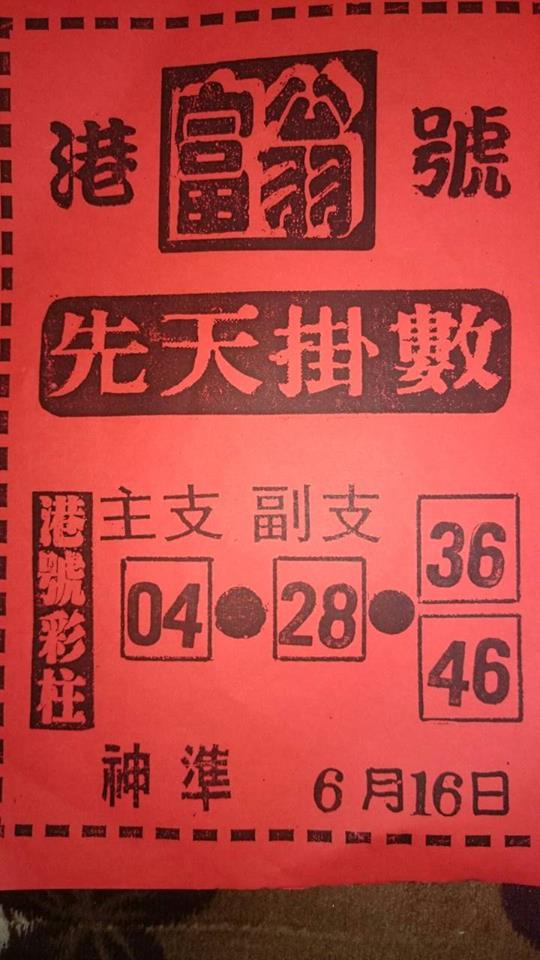 港 富翁 號
先天掛數
港號彩柱
主支 副支
04 ● 28 ● 36
46
神準 6月16日